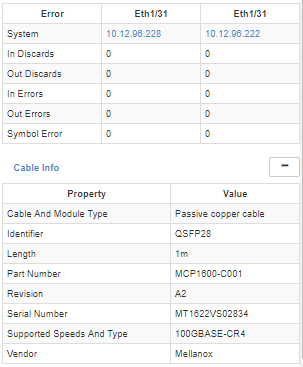 Error Eth1/31 Eth1/31
System 10.12.96.228 10.12.96.222
In Discards 0 0
Out Discards 0 0
In Errors 0 0
Out Errors 0 0
Symbol Error 0 0
Cable Info −
Property Value
Cable And Module Type Passive copper cable
Identifier QSFP28
Length 1m
Part Number MCP1600-C001
Revision A2
Serial Number MT1622VS02834
Supported Speeds And Type 100GBASE-CR4
Vendor Mellanox